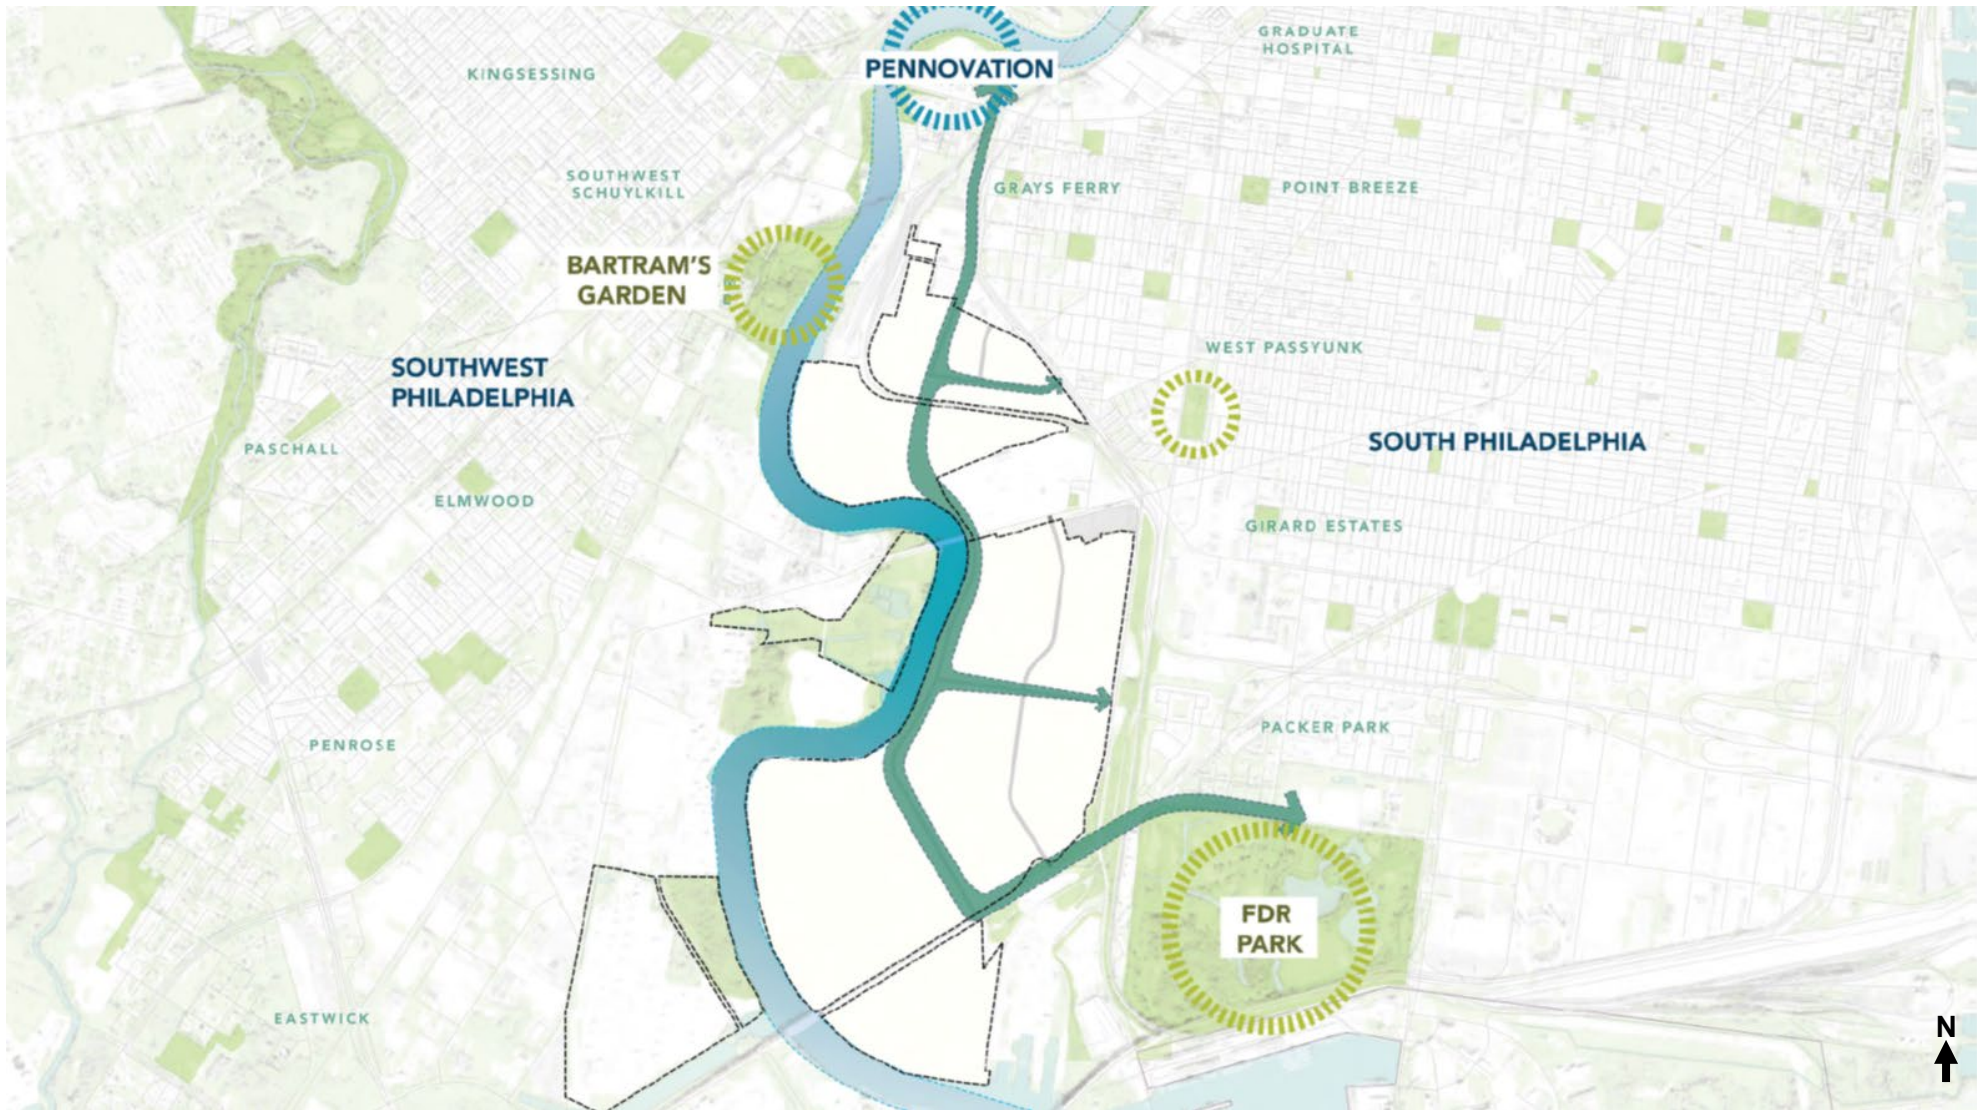 GRADUATE
HOSPITAL
KINGSESSING
PENNOVATION
SOUTHWEST
SCHUYLKILL
GRAYS FERRY
POINT BREEZE
BARTRAM'S
GARDEN
WEST PASSYUNK
SOUTHWEST
PHILADELPHIA
SOUTH PHILADELPHIA
PASCHALL
ELMWOOD
GIRARD ESTATES
PACKER PARK
PENROSE
FDR
PARK
EASTWICK
N